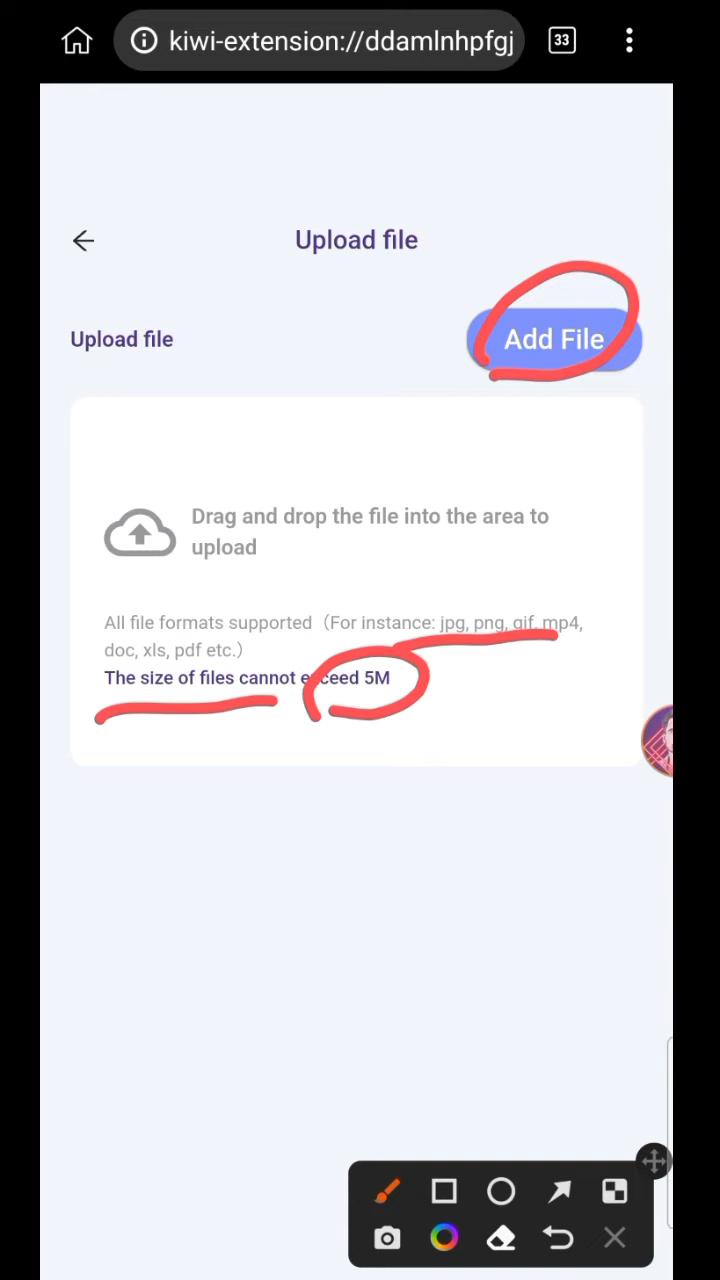 kiwi-extension://ddamlnhpfgj
33
Upload file
Upload file
Add File
Drag and drop the file into the area to
upload
All file formats supported（For instance: jpg, png, gif, mp4,
doc, xls, pdf etc.）
The size of files cannot exceed 5M